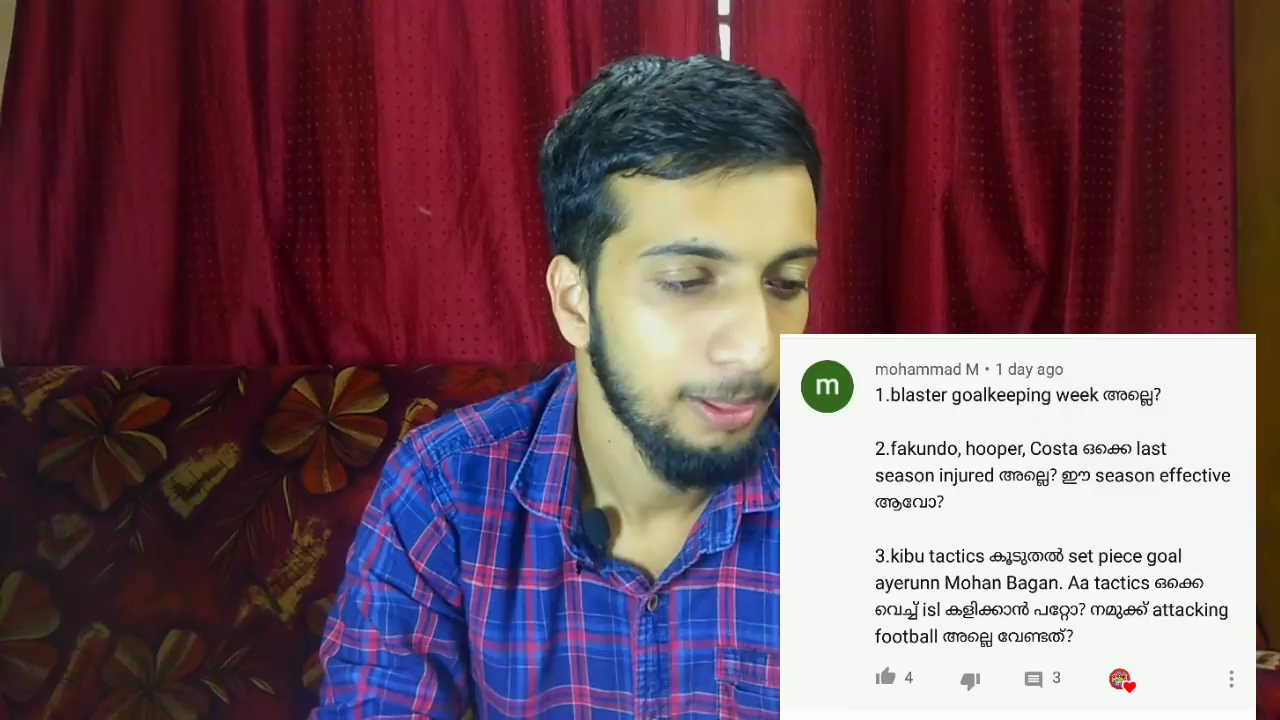 mohammad M • 1 day ago
1.blaster goalkeeping week അല്ലെ?
2.fakundo, hooper, Costa ഒക്കെ last
season injured അല്ലെ? ഈ season effective
ആവോ?
3.kibu tactics കൂടുതൽ set piece goal
ayerunn Mohan Bagan. Aa tactics ഒക്കെ
വെച്ച് isl കളിക്കാൻ പറ്റോ? നമുക്ക് attacking
football അല്ലെ വേണ്ടത്?
4 3